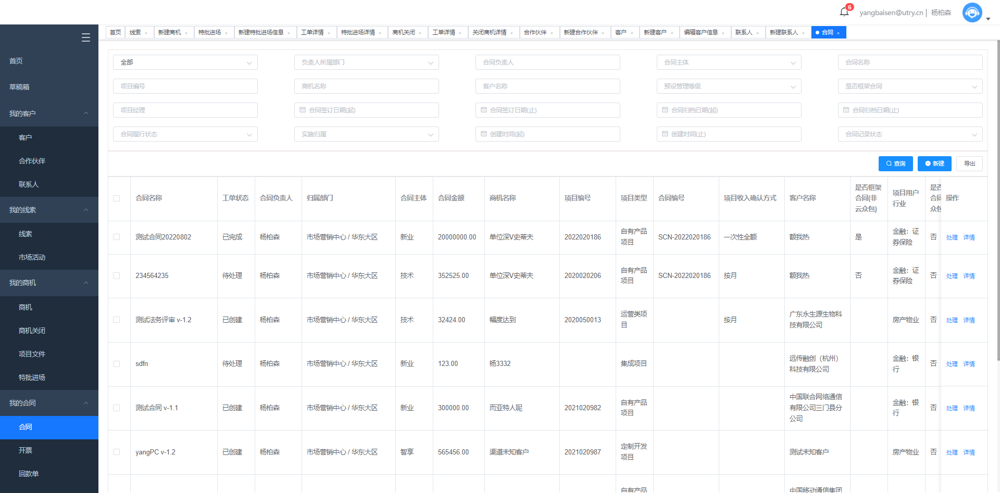 6
yangbaisen@utry.cn | 杨柏森
首页 线索 × 新建商机 × 特批进场 × 新建特批进场信息 × 工单详情 × 特批进场详情 × 商机关闭 × 工单详情 × 关闭商机详情 × 合作伙伴 × 新建合作伙伴 × 客户 × 新建客户 × 编辑客户信息 × 联系人 × 新建联系人 × 合同 ×
首页
草稿箱
我的客户
客户
合作伙伴
联系人
我的线索
线索
市场活动
我的商机
商机
商机关闭
项目文件
特批进场
我的合同
合同
开票
回款单
全部 负责人所属部门 合同负责人 合同主体 合同名称
项目编号 商机名称 客户名称 预设管理等级 是否框架合同
项目经理 合同签订日期(起) 合同签订日期(止) 合同归档日期(起) 合同归档日期(止)
合同履行状态 实施归属 创建时间(起) 创建时间(止) 合同记录状态
查询 新建 导出
合同名称 工单状态 合同负责人 归属部门 合同主体 合同金额 商机名称 项目编号 项目类型 合同编号 项目收入确认方式 客户名称
是否框架
合同(非
云众包)
项目用户
行业
是否
合同
众包
操作
测试合同20220802 已完成 杨柏森 市场营销中心 / 华东大区 新业 20000000.00 单位深V史蒂夫 2022020186
自有产品
项目
SCN-2022020186 一次性全额 额我热 是
金融：证
券保险
否 处理 详情
234564235 待处理 杨柏森 市场营销中心 / 华东大区 技术 352525.00 单位深V史蒂夫 2020020206
自有产品
项目
SCN-2022020186 按月 额我热 否
金融：证
券保险
否 处理 详情
测试法务评审 v-1.2 已创建 杨柏森 市场营销中心 / 华东大区 技术 32424.00 幅度达到 2020050013
运营类项
目
按月
广东永生源生物科
技有限公司
房产物业 否 处理 详情
sdfn 待处理 杨柏森 市场营销中心 / 华东大区 新业 123.00 杨3332 集成项目
远传融创（杭州）
科技有限公司
金融：银
行
否 处理 详情
测试合同 v-1.1 已创建 杨柏森 市场营销中心 / 华东大区 新业 300000.00 而亚特人呢 2021020982
自有产品
项目
中国联合网络通信
有限公司三门县分
公司
金融：银
行
否 处理 详情
yangPC v-1.2 已创建 杨柏森 市场营销中心 / 华东大区 智享 565456.00 渠道未知客户 2021020987
定制开发
项目
测试未知客户 房产物业 否 处理 详情
自有产品
中国移动通信集团